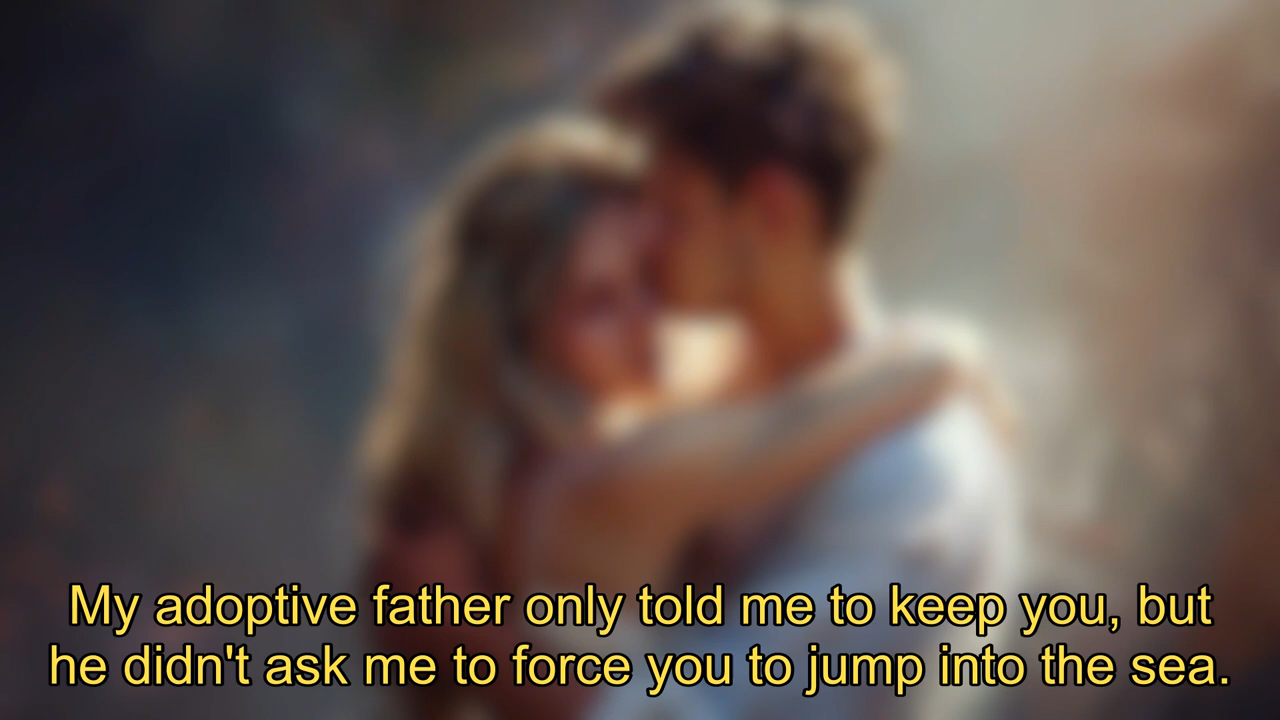 My adoptive father only told me to keep you, but
he didn't ask me to force you to jump into the sea.